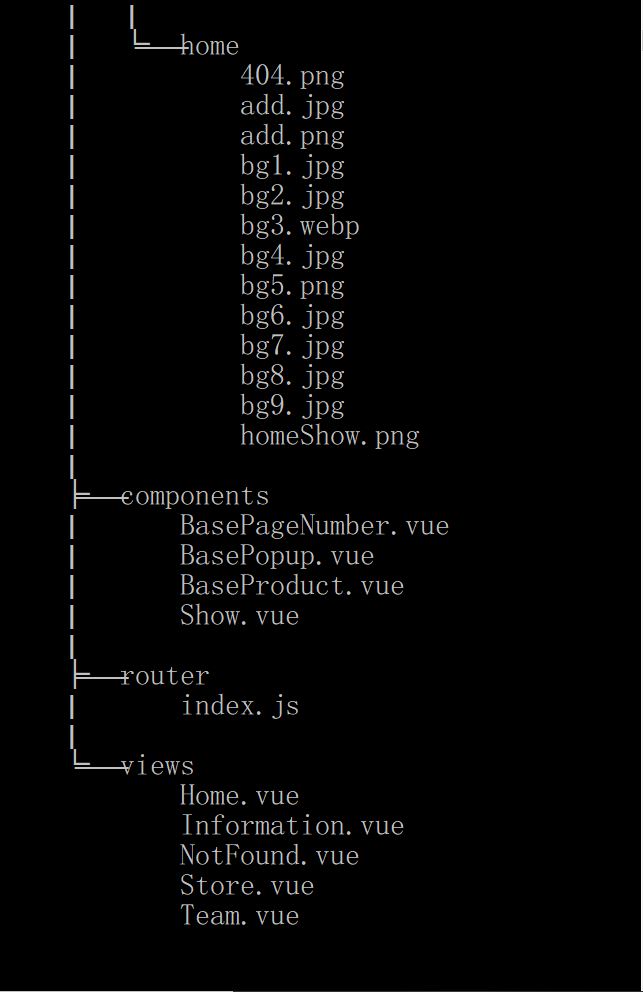 home
404.png
add.jpg
add.png
bg1.jpg
bg2.jpg
bg3.webp
bg4.jpg
bg5.png
bg6.jpg
bg7.jpg
bg8.jpg
bg9.jpg
homeShow.png
components
BasePageNumber.vue
BasePopup.vue
BaseProduct.vue
Show.vue
router
index.js
views
Home.vue
Information.vue
NotFound.vue
Store.vue
Team.vue